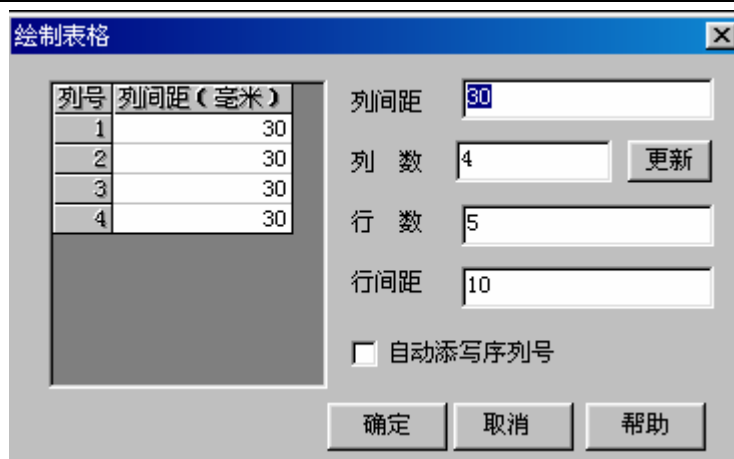 绘制表格
列号 列间距(毫米)
1 30
2 30
3 30
4 30
列间距 30
列 数 4 更新
行 数 5
行间距 10
自动添写序列号
确定 取消 帮助